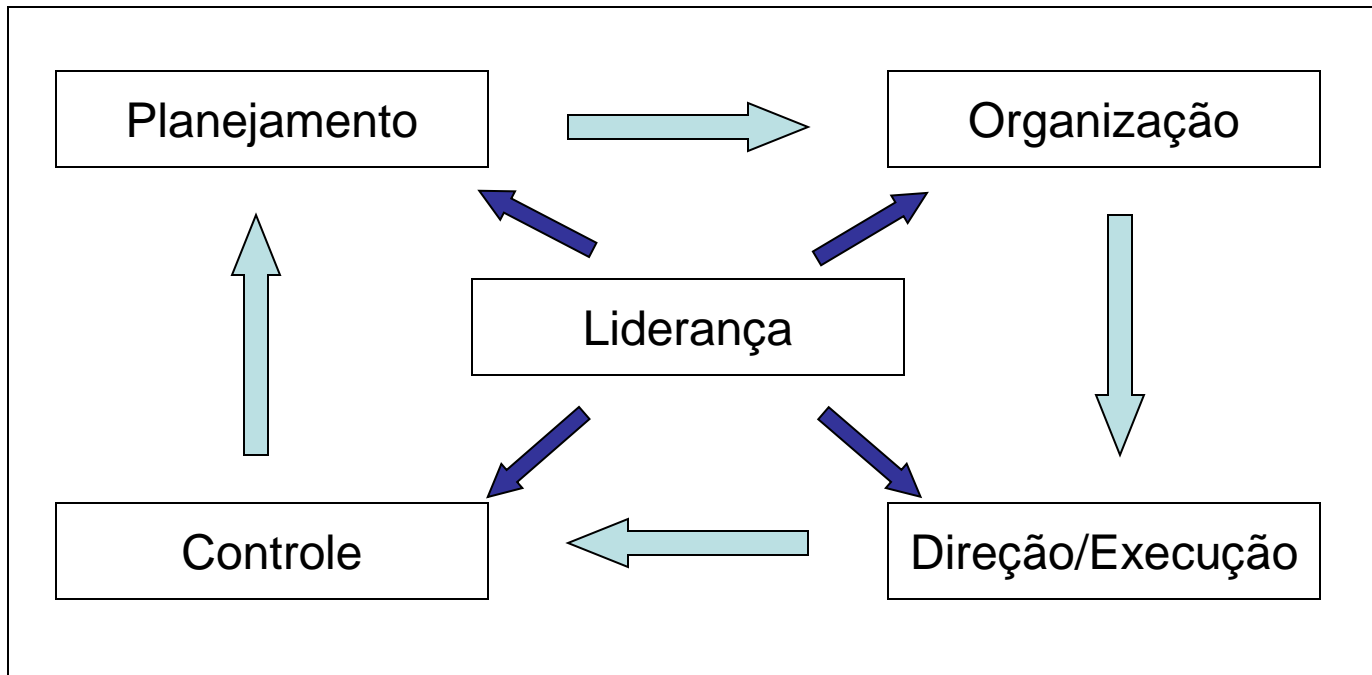 Planejamento
Organização
Liderança
Controle
Direção/Execução